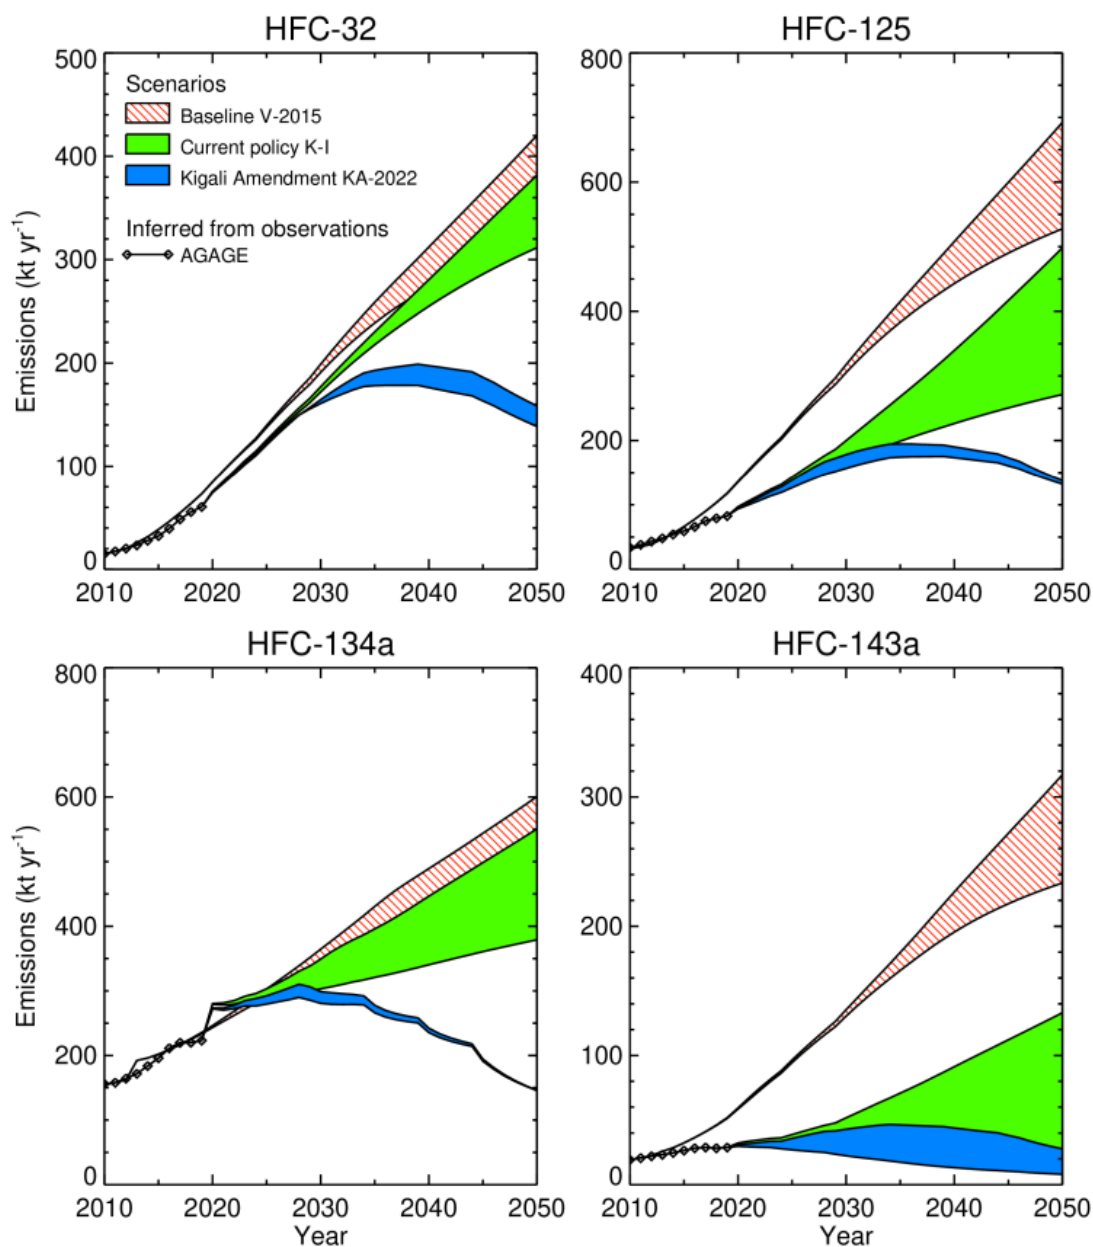 HFC-32
500
400
300
200
100
0
Emissions (kt yr-1)
Scenarios
Baseline V-2015
Current policy K-I
Kigali Amendment KA-2022
Inferred from observations
AGAGE
2010 2020 2030 2040 2050
HFC-125
800
600
400
200
0
2010 2020 2030 2040 2050
HFC-134a
800
600
400
200
0
Emissions (kt yr-1)
2010 2020 2030 2040 2050
Year
HFC-143a
400
300
200
100
0
2010 2020 2030 2040 2050
Year